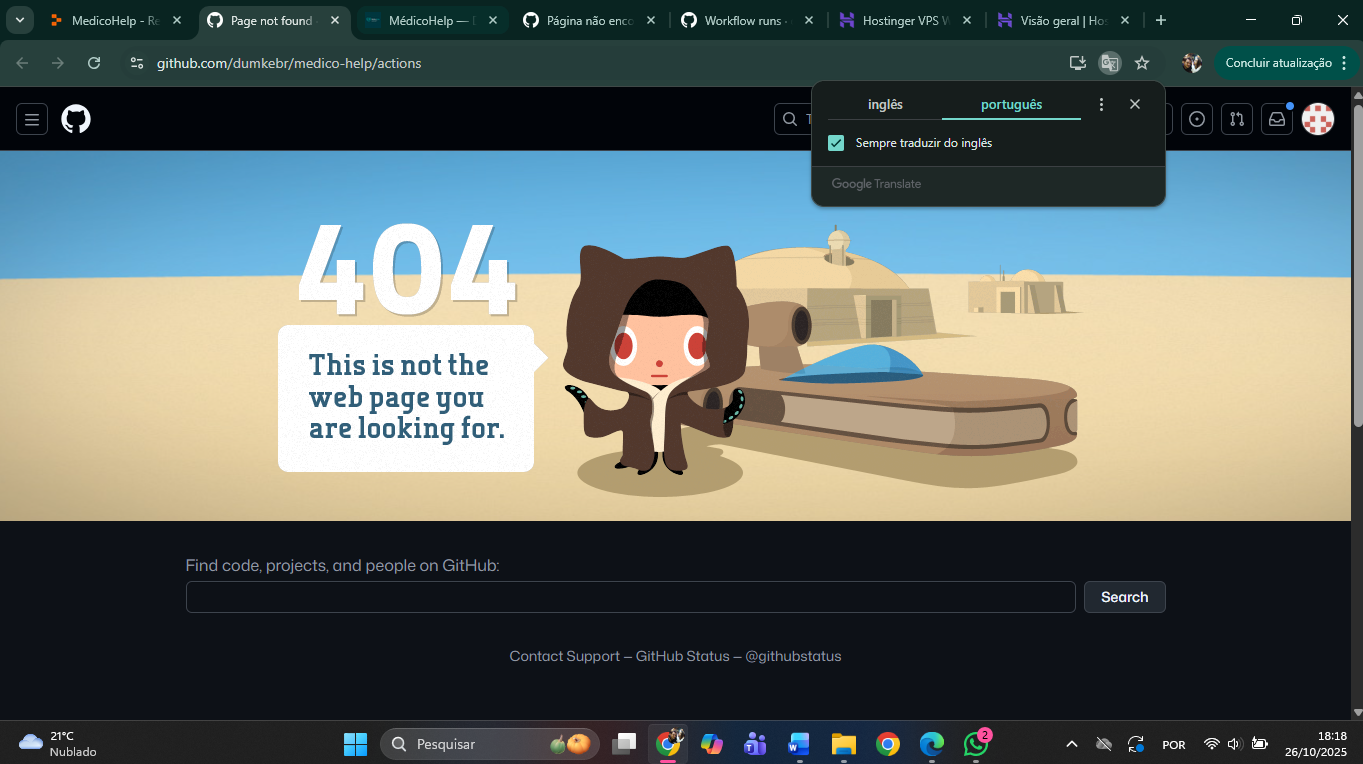 MedicoHelp - Re
Page not found
MédicoHelp — D
Página não enco
Workflow runs ·
Hostinger VPS W
Visão geral | Hos
github.com/dumkebr/medico-help/actions
Concluir atualização
inglês
português
Sempre traduzir do inglês
Google Translate
404
This is not the
web page you
are looking for.
Find code, projects, and people on GitHub:
Search
Contact Support — GitHub Status — @githubstatus
21°C
Nublado
Pesquisar
2
POR
18:18
26/10/2025